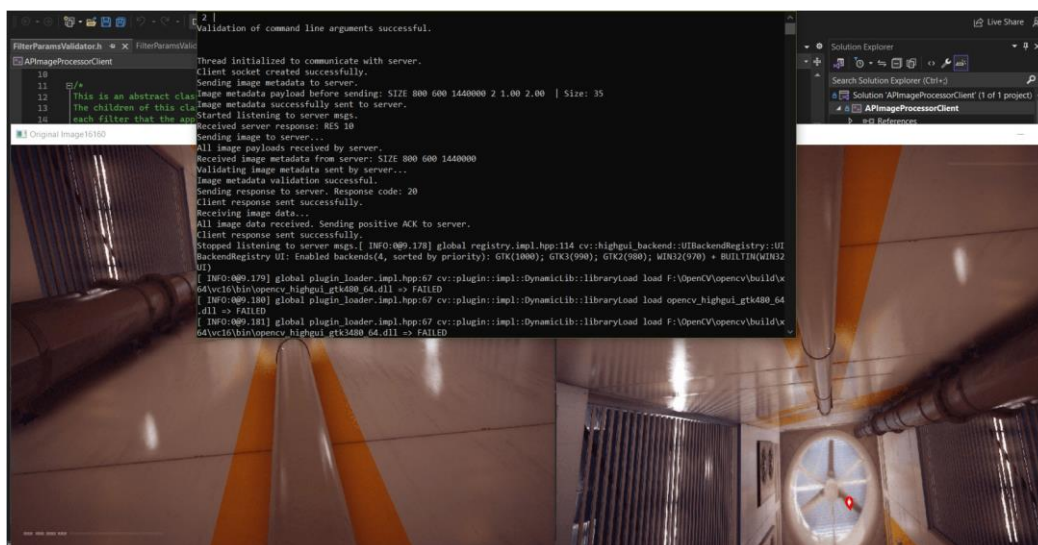 2 |
Validation of command line arguments successful.
Thread initialized to communicate with server.
Client socket created successfully.
Sending image metadata to server.
Image metadata payload before sending: SIZE 800 600 1440000 2 1.00 2.00 | Size: 35
Image metadata successfully sent to server.
Started listening to server msgs.
Received server response: RES 10
Sending image to server...
All image payloads received by server.
Received image metadata from server: SIZE 800 600 1440000
Validating image metadata sent by server...
Image metadata validation successful.
Sending response to server. Response code: 20
Client response sent successfully.
Receiving image data...
All image data received. Sending positive ACK to server.
Client response sent successfully.
Stopped listening to server msgs.[ INFO:0@9.178] global registry.impl.hpp:114 cv::highgui_backend::UIBackendRegistry::UI
BackendRegistry UI: Enabled backends(4, sorted by priority): GTK(1000); GTK3(990); GTK2(980); WIN32(970) + BUILTIN(WIN32
UI)
[ INFO:0@9.179] global plugin_loader.impl.hpp:67 cv::plugin::impl::DynamicLib::libraryLoad load F:\OpenCV\opencv\build\x
64\vc16\bin\opencv_highgui_gtk480_64.dll => FAILED
[ INFO:0@9.180] global plugin_loader.impl.hpp:67 cv::plugin::impl::DynamicLib::libraryLoad load opencv_highgui_gtk480_64
.dll => FAILED
[ INFO:0@9.181] global plugin_loader.impl.hpp:67 cv::plugin::impl::DynamicLib::libraryLoad load F:\OpenCV\opencv\build\x
64\vc16\bin\opencv_highgui_gtk3480_64.dll => FAILED
FilterParamsValidator.h
FilterParamsValid
APImageProcessorClient
10
11 /*
12 This is an abstract clas
13 The children of this cla
14 each filter that the app
Original Image16160
Live Share
Solution Explorer
Search Solution Explorer (Ctrl+;)
Solution 'APImageProcessorClient' (1 of 1 project)
APImageProcessorClient
References